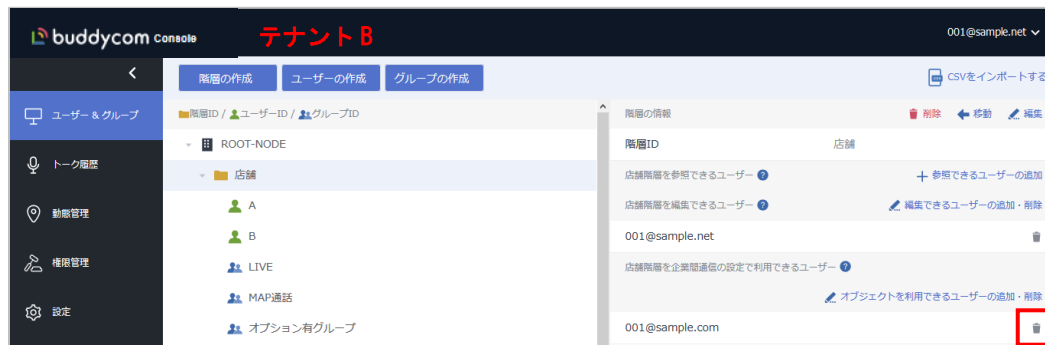 buddycom Console テナントB 001@sample.net
階層の作成 ユーザーの作成 グループの作成 CSVをインポートする
ユーザー & グループ
トーク履歴
動態管理
権限管理
設定
階層ID / ユーザーID / グループID
ROOT-NODE
店舗
A
B
LIVE
MAP通話
オプション有グループ
階層の情報 削除 移動 編集
階層ID 店舗
店舗階層を参照できるユーザー ? 参照できるユーザーの追加
店舗階層を編集できるユーザー ? 編集できるユーザーの追加・削除
001@sample.net
店舗階層を企業間通信の設定で利用できるユーザー ?
オブジェクトを利用できるユーザーの追加・削除
001@sample.com